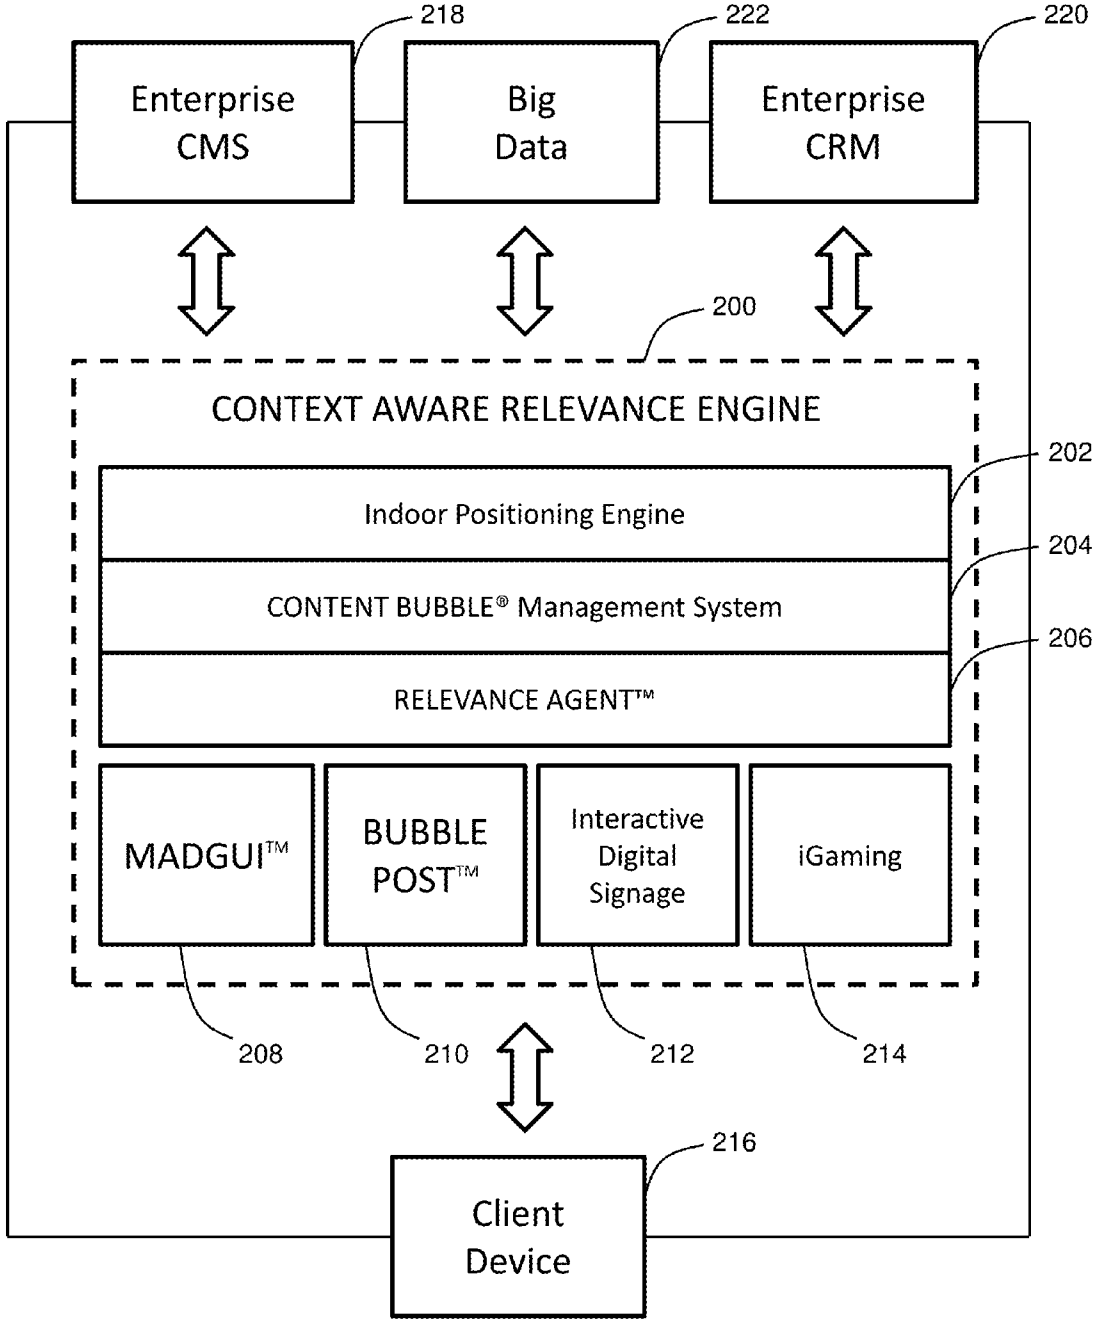 218
222
220
Enterprise
CMS
Big
Data
Enterprise
CRM
200
CONTEXT AWARE RELEVANCE ENGINE
202
Indoor Positioning Engine
204
CONTENT BUBBLE® Management System
206
RELEVANCE AGENT™
MADGUI™
BUBBLE
POST™
Interactive
Digital
Signage
iGaming
208
210
212
214
216
Client
Device